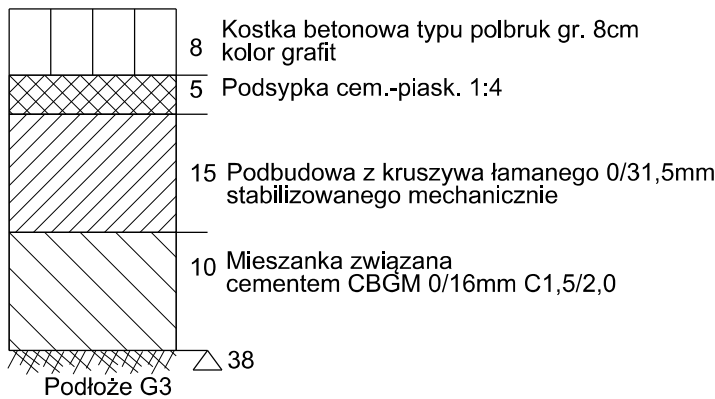 8 Kostka betonowa typu polbruk gr. 8cm
kolor grafit
5 Podsypka cem.-piask. 1:4
15 Podbudowa z kruszywa łamanego 0/31,5mm
stabilizowanego mechanicznie
10 Mieszanka związana
cementem CBGM 0/16mm C1,5/2,0
38
Podłoże G3